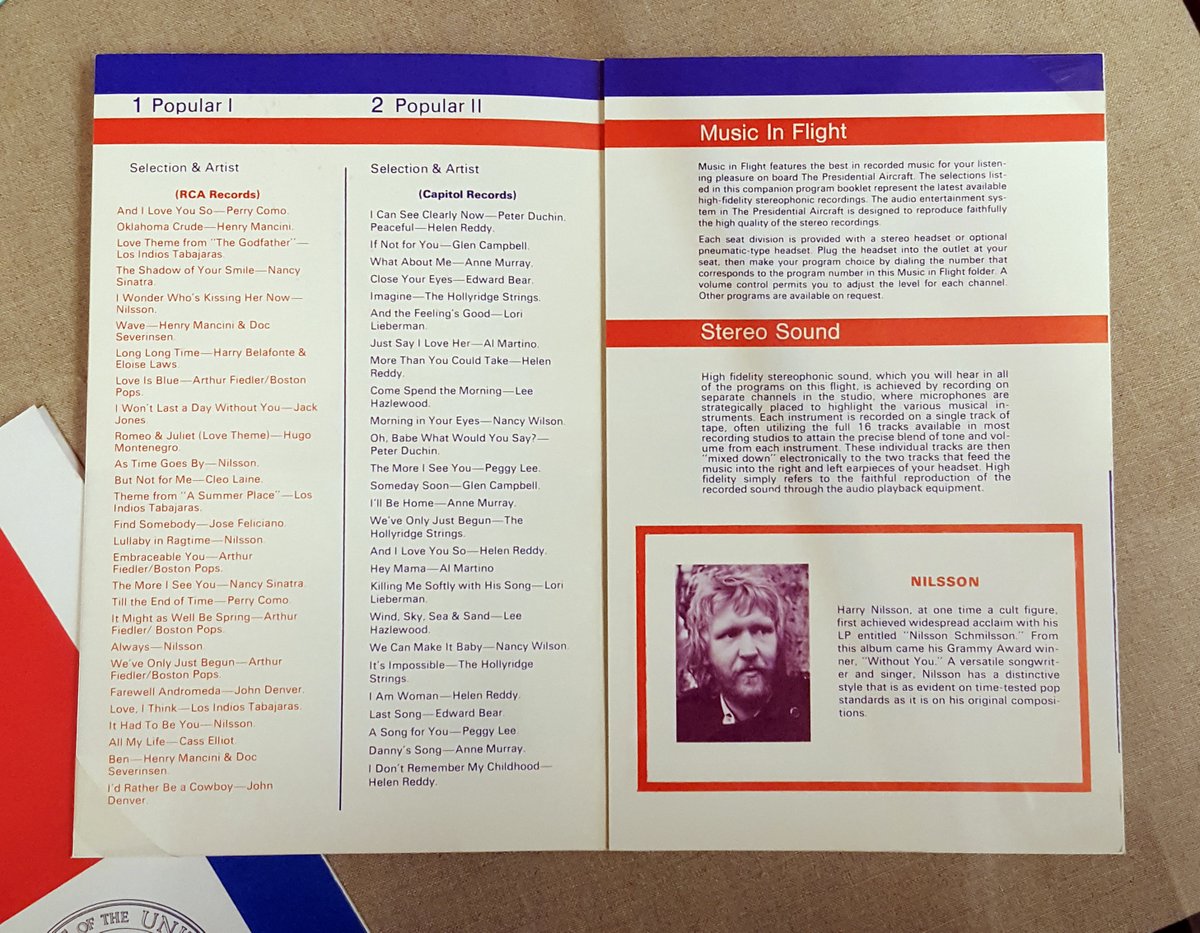 1 Popular I
Selection & Artist
(RCA Records)
And I Love You So—Perry Como.
Oklahoma Crude—Henry Mancini.
Love Theme from "The Godfather"—
Los Indios Tabajaras.
The Shadow of Your Smile—Nancy
Sinatra.
I Wonder Who's Kissing Her Now—
Nilsson.
Wave—Henry Mancini & Doc
Severinsen.
Long Long Time—Harry Belafonte &
Eloise Laws.
Love Is Blue—Arthur Fiedler/Boston
Pops.
I Won't Last a Day Without You—Jack
Jones.
Romeo & Juliet (Love Theme)—Hugo
Montenegro.
As Time Goes By—Nilsson.
But Not for Me—Cleo Laine.
Theme from "A Summer Place"—Los
Indios Tabajaras.
Find Somebody—Jose Feliciano.
Lullaby in Ragtime—Nilsson.
Embraceable You—Arthur
Fiedler/Boston Pops.
The More I See You—Nancy Sinatra.
Till the End of Time—Perry Como.
It Might as Well Be Spring—Arthur
Fiedler/ Boston Pops.
Always—Nilsson
We've Only Just Begun—Arthur
Fiedler/Boston Pops.
Farewell Andromeda—John Denver.
Love, I Think—Los Indios Tabajaras.
It Had To Be You—Nilsson.
All My Life—Cass Elliot.
Ben—Henry Mancini & Doc
Severinsen.
I'd Rather Be a Cowboy—John
Denver.
2 Popular II
Selection & Artist
(Capitol Records)
I Can See Clearly Now—Peter Duchin.
Peaceful—Helen Reddy.
If Not for You—Glen Campbell.
What About Me—Anne Murray.
Close Your Eyes—Edward Bear.
Imagine—The Hollyridge Strings.
And the Feeling's Good—Lori
Lieberman.
Just Say I Love Her—Al Martino.
More Than You Could Take—Helen
Reddy.
Come Spend the Morning—Lee
Hazlewood.
Morning in Your Eyes—Nancy Wilson.
Oh, Babe What Would You Say?—
Peter Duchin.
The More I See You—Peggy Lee.
Someday Soon—Glen Campbell.
I'll Be Home—Anne Murray.
We've Only Just Begun—The
Hollyridge Strings.
And I Love You So—Helen Reddy.
Hey Mama—Al Martino
Killing Me Softly with His Song—Lori
Lieberman.
Wind, Sky, Sea & Sand—Lee
Hazlewood.
We Can Make It Baby—Nancy Wilson.
It's Impossible—The Hollyridge
Strings.
I Am Woman—Helen Reddy.
Last Song—Edward Bear.
A Song for You—Peggy Lee.
Danny's Song—Anne Murray.
I Don't Remember My Childhood—
Helen Reddy.
Music In Flight
Music in Flight features the best in recorded music for your listen-
ing pleasure on board The Presidential Aircraft. The selections list-
ed in this companion program booklet represent the latest available
high-fidelity stereophonic recordings. The audio entertainment sys-
tem in The Presidential Aircraft is designed to reproduce faithfully
the high quality of the stereo recordings.
Each seat division is provided with a stereo headset or optional
pneumatic-type headset. Plug the headset into the outlet at your
seat, then make your program choice by dialing the number that
corresponds to the program number in this Music in Flight folder. A
volume control permits you to adjust the level for each channel.
Other programs are available on request.
Stereo Sound
High fidelity stereophonic sound, which you will hear in all
of the programs on this flight, is achieved by recording on
separate channels in the studio, where microphones are
strategically placed to highlight the various musical in-
struments. Each instrument is recorded on a single track of
tape, often utilizing the full 16 tracks available in most
recording studios to attain the precise blend of tone and vol-
ume from each instrument. These individual tracks are then
"mixed down" electronically to the two tracks that feed the
music into the right and left earpieces of your headset. High
fidelity simply refers to the faithful reproduction of the
recorded sound through the audio playback equipment.
NILSSON
Harry Nilsson, at one time a cult figure,
first achieved widespread acclaim with his
LP entitled "Nilsson Schmilsson." From
this album came his Grammy Award win-
ner, "Without You." A versatile songwrit-
er and singer, Nilsson has a distinctive
style that is as evident on time-tested pop
standards as it is on his original composi-
tions.
OF THE UNI